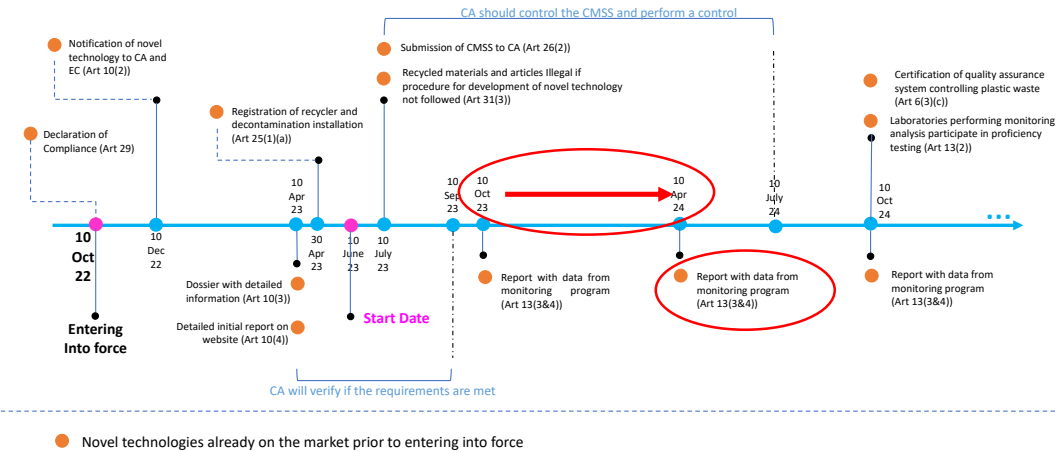 CA should control the CMSS and perform a control
Notification of novel
technology to CA and
EC (Art 10(2))
Submission of CMSS to CA (Art 26(2))
Recycled materials and articles Illegal if
procedure for development of novel technology
not followed (Art 31(3))
Certification of quality assurance
system controlling plastic waste
(Art 6(3)(c))
Declaration of
Compliance (Art 29)
Registration of recycler and
decontamination installation
(Art 25(1)(a))
Laboratories performing monitoring
analysis participate in proficiency
testing (Art 13(2))
10
Apr
23
10
Sep
23
10
Oct
23
10
Apr
24
10
July
24
10
Oct
24
...
10
Oct
22
10
Dec
22
30
Apr
23
10
June
23
10
July
23
Dossier with detailed
information (Art 10(3))
Detailed initial report on
website (Art 10(4))
Report with data from
monitoring program
(Art 13(3&4))
Report with data from
monitoring program
(Art 13(3&4))
Report with data from
monitoring program
(Art 13(3&4))
Entering
Into force
Start Date
CA will verify if the requirements are met
Novel technologies already on the market prior to entering into force